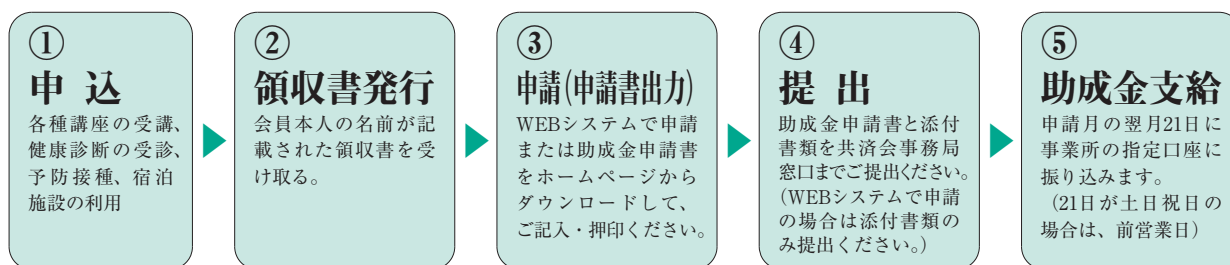 ①
申 込
各種講座の受講、
健康診断の受診、
予防接種、宿泊
施設の利用
②
領収書発行
会員本人の名前が記
載された領収書を受
け取る。
③
申請(申請書出力)
WEBシステムで申請
または助成金申請書
をホームページから
ダウンロードして、
ご記入・押印ください。
④
提 出
助成金申請書と添付
書類を共済会事務局
窓口までご提出ください。
(WEBシステムで申請
の場合は添付書類の
み提出ください。)
⑤
助成金支給
申請月の翌月21日に
事業所の指定口座に
振り込みます。
(21日が土日祝日の
場合は、前営業日)